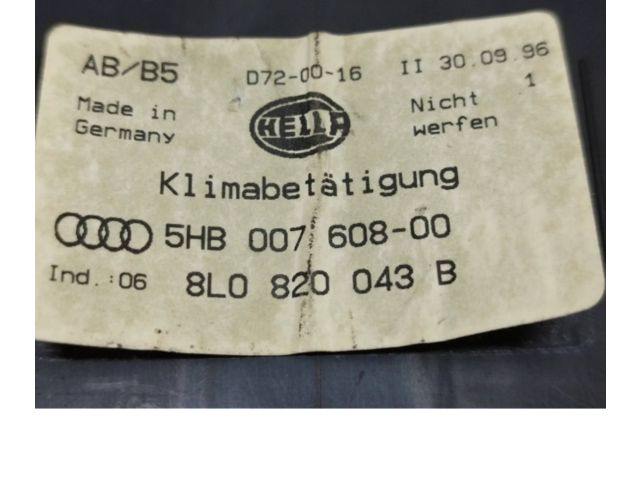 AB/B5 D72-00-16 II 30.09.96
Made in Germany
HELLA
Nicht werfen 1
Klimabetätigung
5HB 007 608-00
Ind.:06 8L0 820 043 B